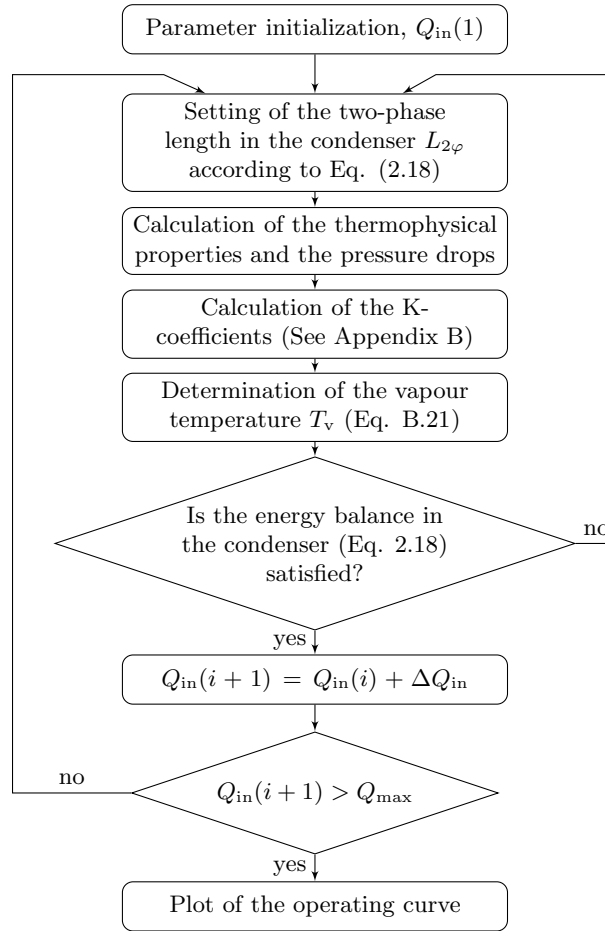 Parameter initialization, Q_in(1)
Setting of the two-phase
length in the condenser L_2φ
according to Eq. (2.18)
Calculation of the thermophysical
properties and the pressure drops
Calculation of the K-
coefficients (See Appendix B)
Determination of the vapour
temperature T_v (Eq. B.21)
Is the energy balance in
the condenser (Eq. 2.18)
satisfied?
no
yes
Q_in(i + 1) = Q_in(i) + ΔQ_in
no
Q_in(i + 1) > Q_max
yes
Plot of the operating curve